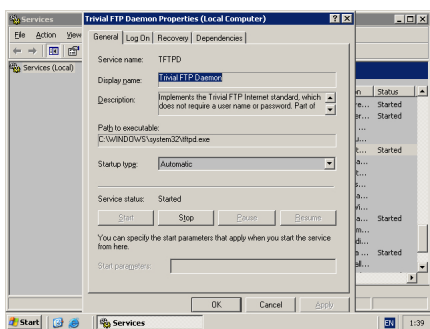 Services
Trivial FTP Daemon Properties (Local Computer)
File Action View
General Log On Recovery Dependencies
Services (Local)
Service name: TFTPD
Display name: Trivial FTP Daemon
Description: Implements the Trivial FTP Internet standard, which
does not require a user name or password. Part of
Path to executable:
C:\WINDOWS\system32\tftpd.exe
Startup type: Automatic
Service status: Started
Start Stop Pause Resume
You can specify the start parameters that apply when you start the service
from here.
Start parameters:
OK Cancel Apply
Status
Started
Started
Started
Started
Started
Start
Services
EN 1:39